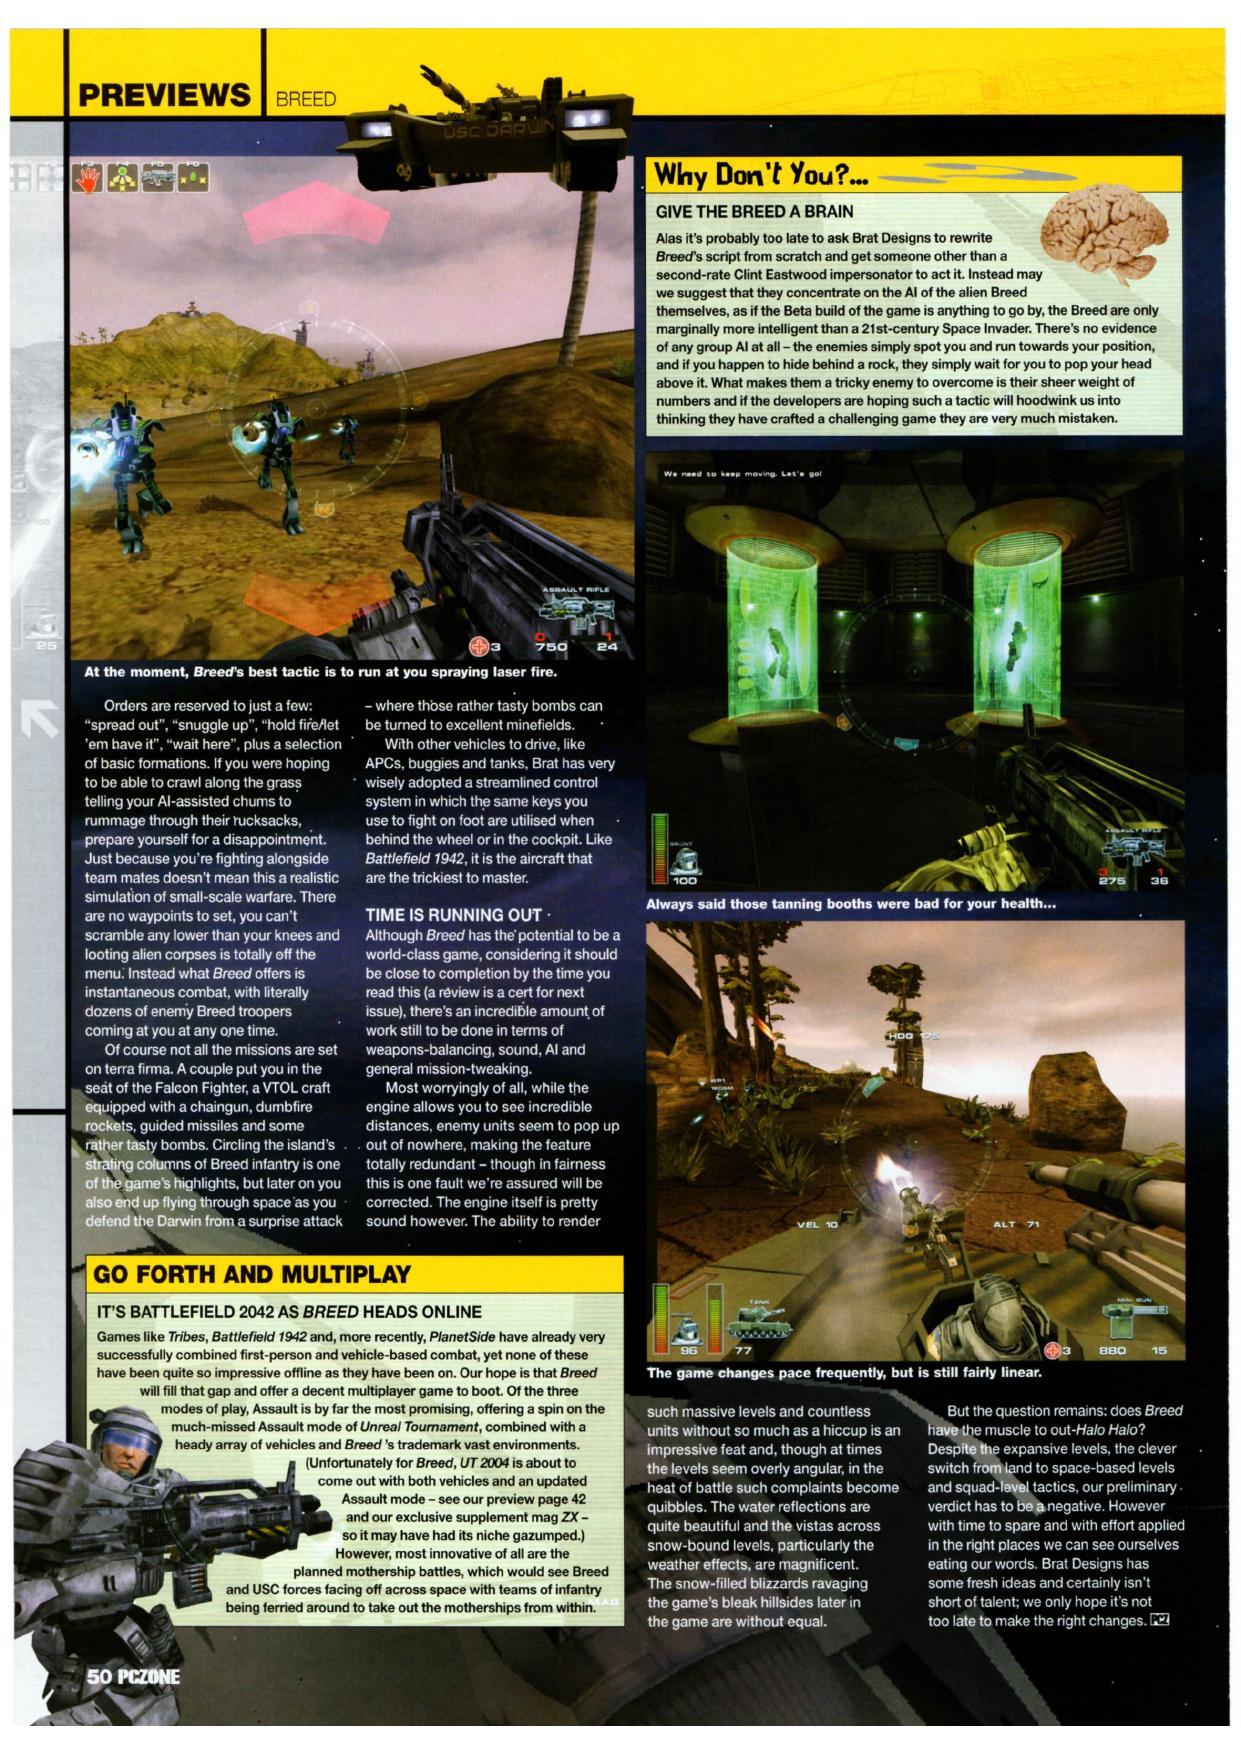 PREVIEWS
BREED
USC DARWIN
F3 F4 F5 F6
ASSAULT RIFLE
0 1
3 750 24
At the moment, Breed's best tactic is to run at you spraying laser fire.
Orders are reserved to just a few:
"spread out", "snuggle up", "hold fire/let
'em have it", "wait here", plus a selection
of basic formations. If you were hoping
to be able to crawl along the grass
telling your AI-assisted chums to
rummage through their rucksacks,
prepare yourself for a disappointment.
Just because you're fighting alongside
team mates doesn't mean this a realistic
simulation of small-scale warfare. There
are no waypoints to set, you can't
scramble any lower than your knees and
looting alien corpses is totally off the
menu. Instead what Breed offers is
instantaneous combat, with literally
dozens of enemy Breed troopers
coming at you at any one time.
Of course not all the missions are set
on terra firma. A couple put you in the
seat of the Falcon Fighter, a VTOL craft
equipped with a chaingun, dumbfire
rockets, guided missiles and some
rather tasty bombs. Circling the island's
strafing columns of Breed infantry is one
of the game's highlights, but later on you
also end up flying through space as you
defend the Darwin from a surprise attack
– where those rather tasty bombs can
be turned to excellent minefields.
With other vehicles to drive, like
APCs, buggies and tanks, Brat has very
wisely adopted a streamlined control
system in which the same keys you
use to fight on foot are utilised when
behind the wheel or in the cockpit. Like
Battlefield 1942, it is the aircraft that
are the trickiest to master.
TIME IS RUNNING OUT
Although Breed has the potential to be a
world-class game, considering it should
be close to completion by the time you
read this (a review is a cert for next
issue), there's an incredible amount of
work still to be done in terms of
weapons-balancing, sound, AI and
general mission-tweaking.
Most worryingly of all, while the
engine allows you to see incredible
distances, enemy units seem to pop up
out of nowhere, making the feature
totally redundant – though in fairness
this is one fault we're assured will be
corrected. The engine itself is pretty
sound however. The ability to render
GO FORTH AND MULTIPLAY
IT'S BATTLEFIELD 2042 AS BREED HEADS ONLINE
Games like Tribes, Battlefield 1942 and, more recently, PlanetSide have already very
successfully combined first-person and vehicle-based combat, yet none of these
have been quite so impressive offline as they have been on. Our hope is that Breed
will fill that gap and offer a decent multiplayer game to boot. Of the three
modes of play, Assault is by far the most promising, offering a spin on the
much-missed Assault mode of Unreal Tournament, combined with a
heady array of vehicles and Breed 's trademark vast environments.
(Unfortunately for Breed, UT 2004 is about to
come out with both vehicles and an updated
Assault mode – see our preview page 42
and our exclusive supplement mag ZX –
so it may have had its niche gazumped.)
However, most innovative of all are the
planned mothership battles, which would see Breed
and USC forces facing off across space with teams of infantry
being ferried around to take out the motherships from within.
Why Don't You?...
GIVE THE BREED A BRAIN
Alas it's probably too late to ask Brat Designs to rewrite
Breed's script from scratch and get someone other than a
second-rate Clint Eastwood impersonator to act it. Instead may
we suggest that they concentrate on the AI of the alien Breed
themselves, as if the Beta build of the game is anything to go by, the Breed are only
marginally more intelligent than a 21st-century Space Invader. There's no evidence
of any group AI at all – the enemies simply spot you and run towards your position,
and if you happen to hide behind a rock, they simply wait for you to pop your head
above it. What makes them a tricky enemy to overcome is their sheer weight of
numbers and if the developers are hoping such a tactic will hoodwink us into
thinking they have crafted a challenging game they are very much mistaken.
We need to keep moving. Let's go!
GRUNT
100
ASSAULT RIFLE
3 1
275 36
Always said those tanning booths were bad for your health...
HDG 175
WP1
VEL 10
ALT 71
TANK
MINI GUN
96 77
3 880 15
The game changes pace frequently, but is still fairly linear.
such massive levels and countless
units without so much as a hiccup is an
impressive feat and, though at times
the levels seem overly angular, in the
heat of battle such complaints become
quibbles. The water reflections are
quite beautiful and the vistas across
snow-bound levels, particularly the
weather effects, are magnificent.
The snow-filled blizzards ravaging
the game's bleak hillsides later in
the game are without equal.
But the question remains: does Breed
have the muscle to out-Halo Halo?
Despite the expansive levels, the clever
switch from land to space-based levels
and squad-level tactics, our preliminary
verdict has to be a negative. However
with time to spare and with effort applied
in the right places we can see ourselves
eating our words. Brat Designs has
some fresh ideas and certainly isn't
short of talent; we only hope it's not
too late to make the right changes. PCZ
50 PCZONE